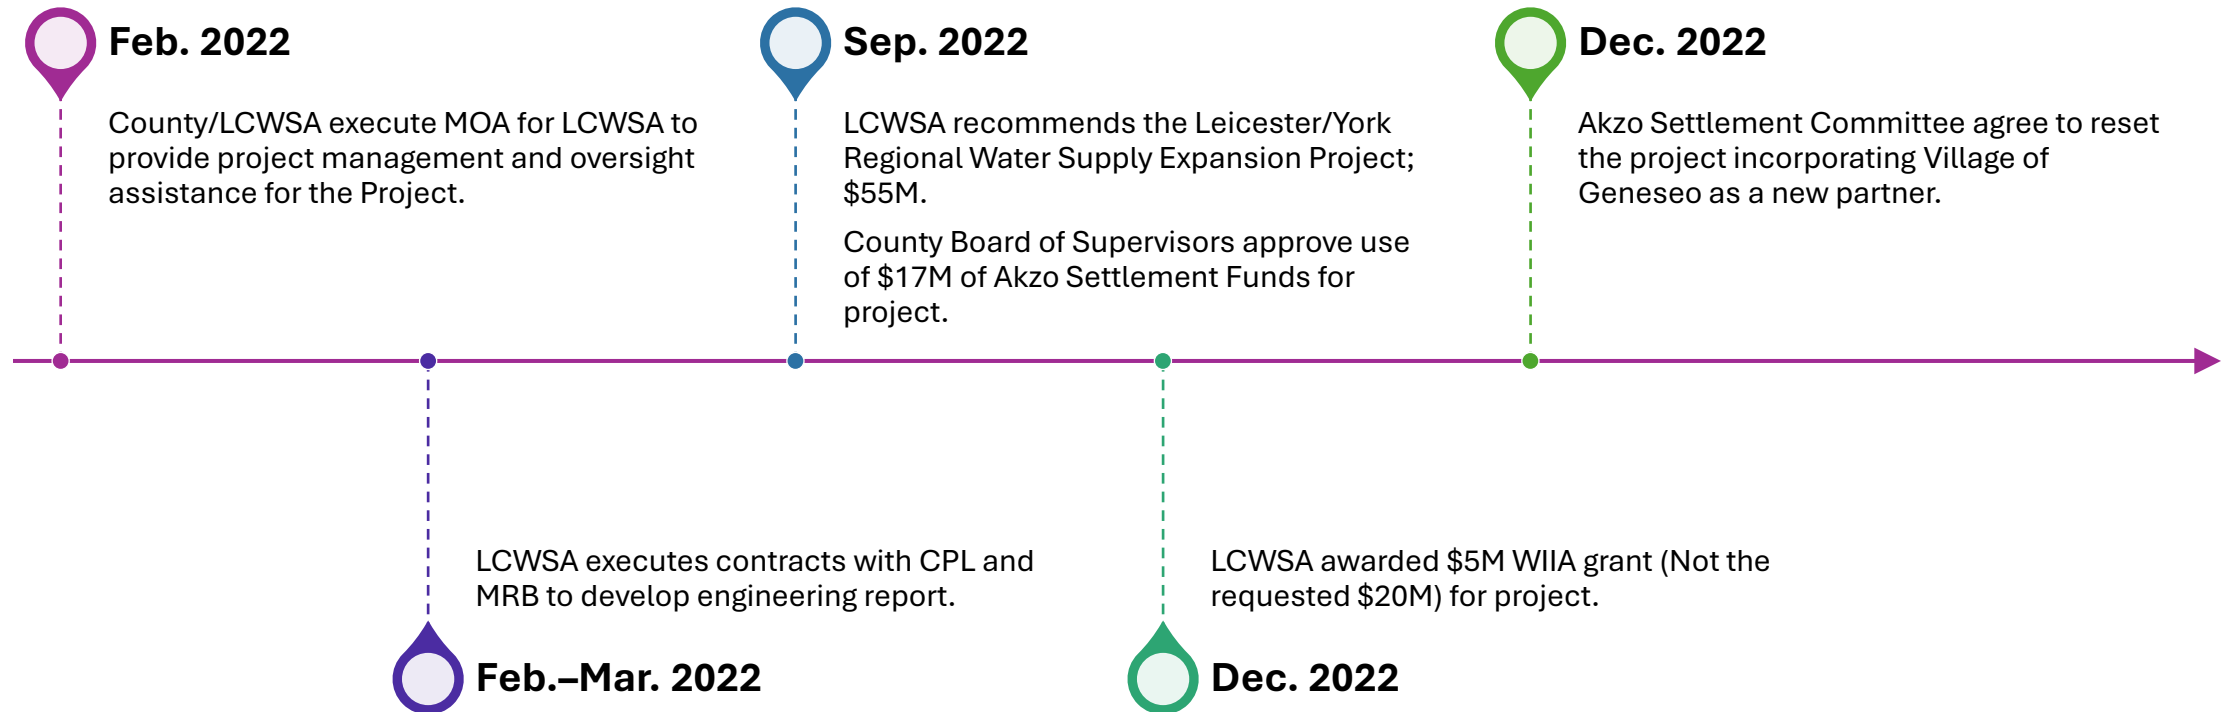 Feb. 2022
County/LCWSA execute MOA for LCWSA to
provide project management and oversight
assistance for the Project.
Sep. 2022
LCWSA recommends the Leicester/York
Regional Water Supply Expansion Project;
$55M.
County Board of Supervisors approve use
of $17M of Akzo Settlement Funds for
project.
Dec. 2022
Akzo Settlement Committee agree to reset
the project incorporating Village of
Geneseo as a new partner.
LCWSA executes contracts with CPL and
MRB to develop engineering report.
Feb.–Mar. 2022
LCWSA awarded $5M WIIA grant (Not the
requested $20M) for project.
Dec. 2022